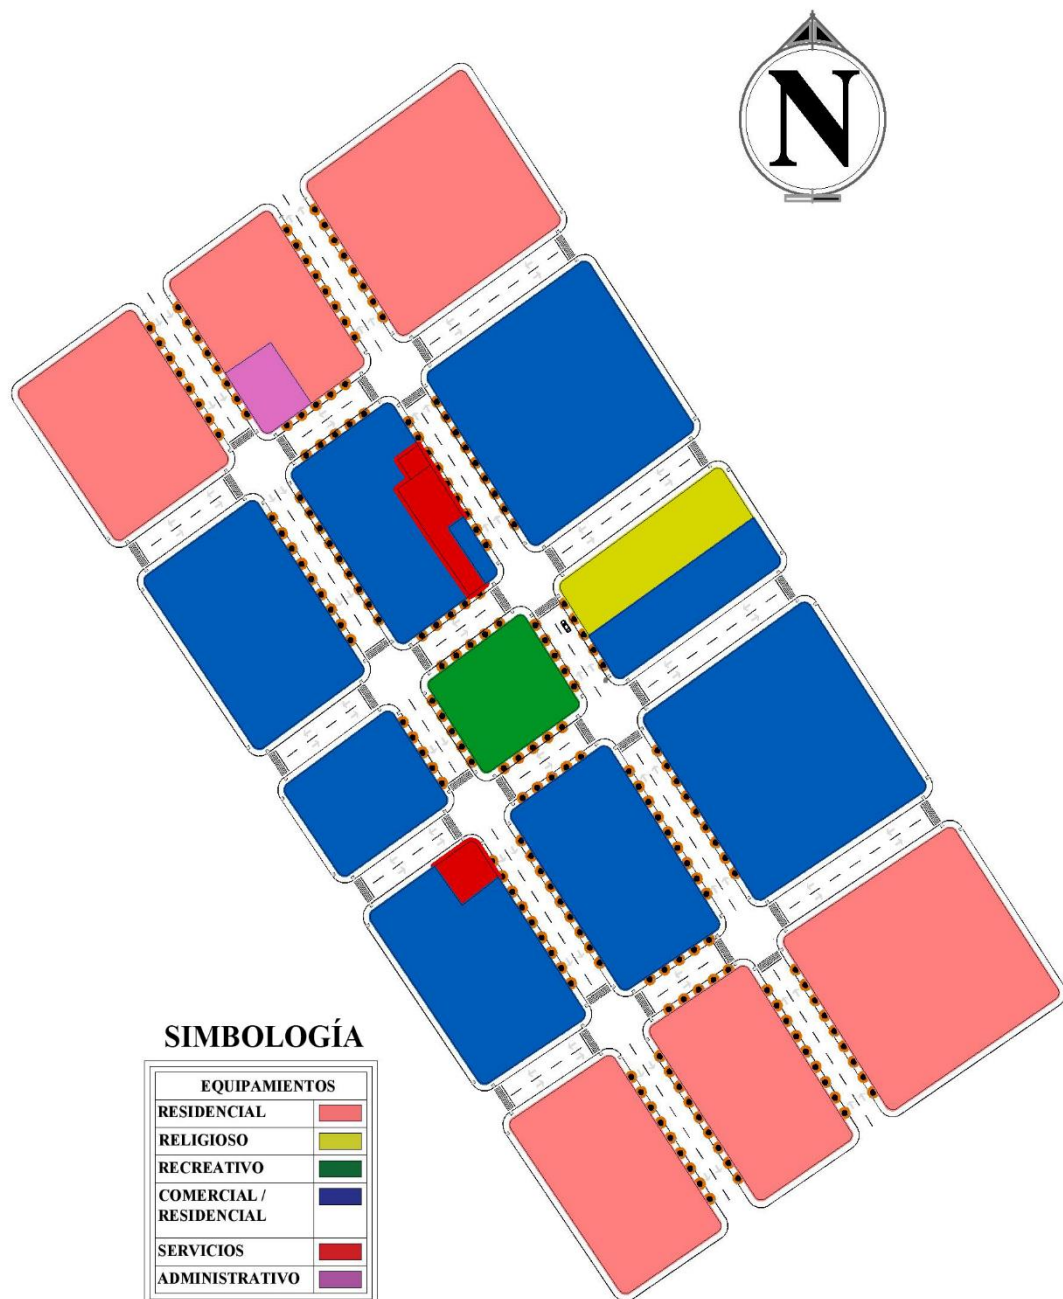 N
SIMBOLOGÍA
EQUIPAMIENTOS
RESIDENCIAL
RELIGIOSO
RECREATIVO
COMERCIAL /
RESIDENCIAL
SERVICIOS
ADMINISTRATIVO